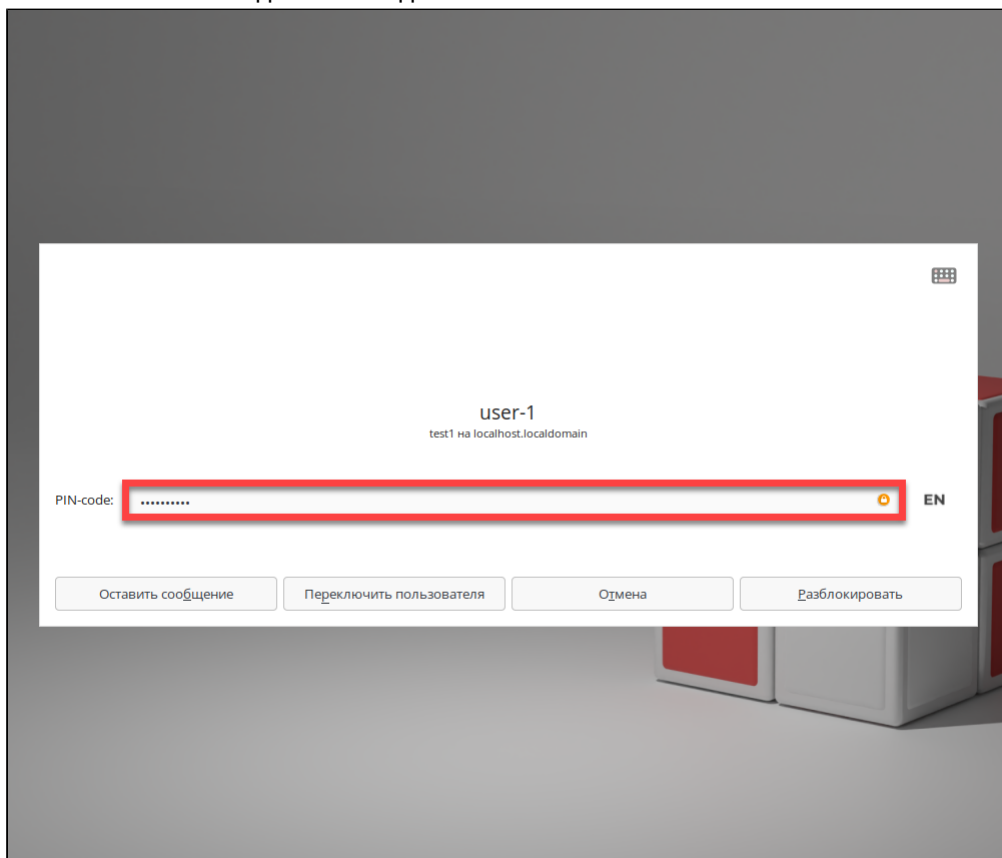 user-1
test1 на localhost.localdomain
PIN-code: ••••••••••
EN
Оставить сообщение
Переключить пользователя
Отмена
Разблокировать